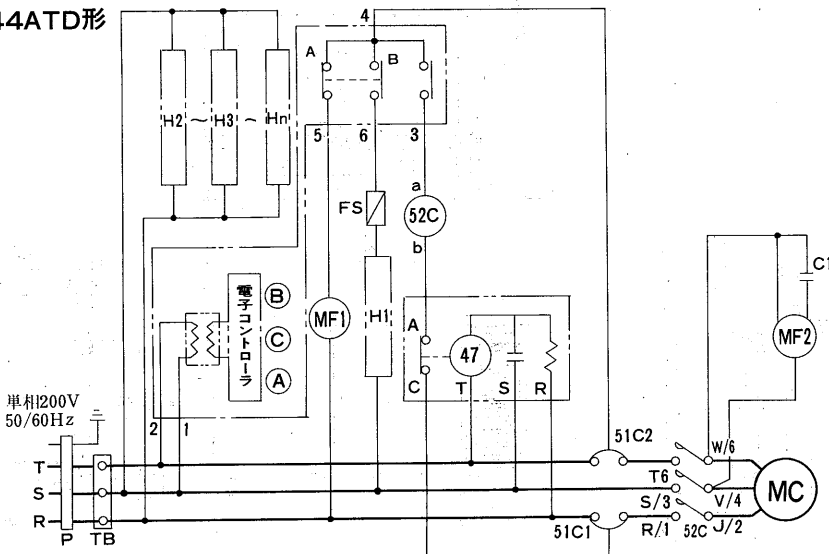 44ATD形
4
A
B
H2 ~ H3 ~ Hn
5
6
3
a
FS
52C
b
C1
電子コントローラ
B
C
A
MF1
H1
A
47
C
T
S
R
MF2
単相200V
50/60Hz
2
1
51C2
W/6
T
T6
S
S/3
V/4
MC
R
51C1
R/1
52C
J/2
P
TB